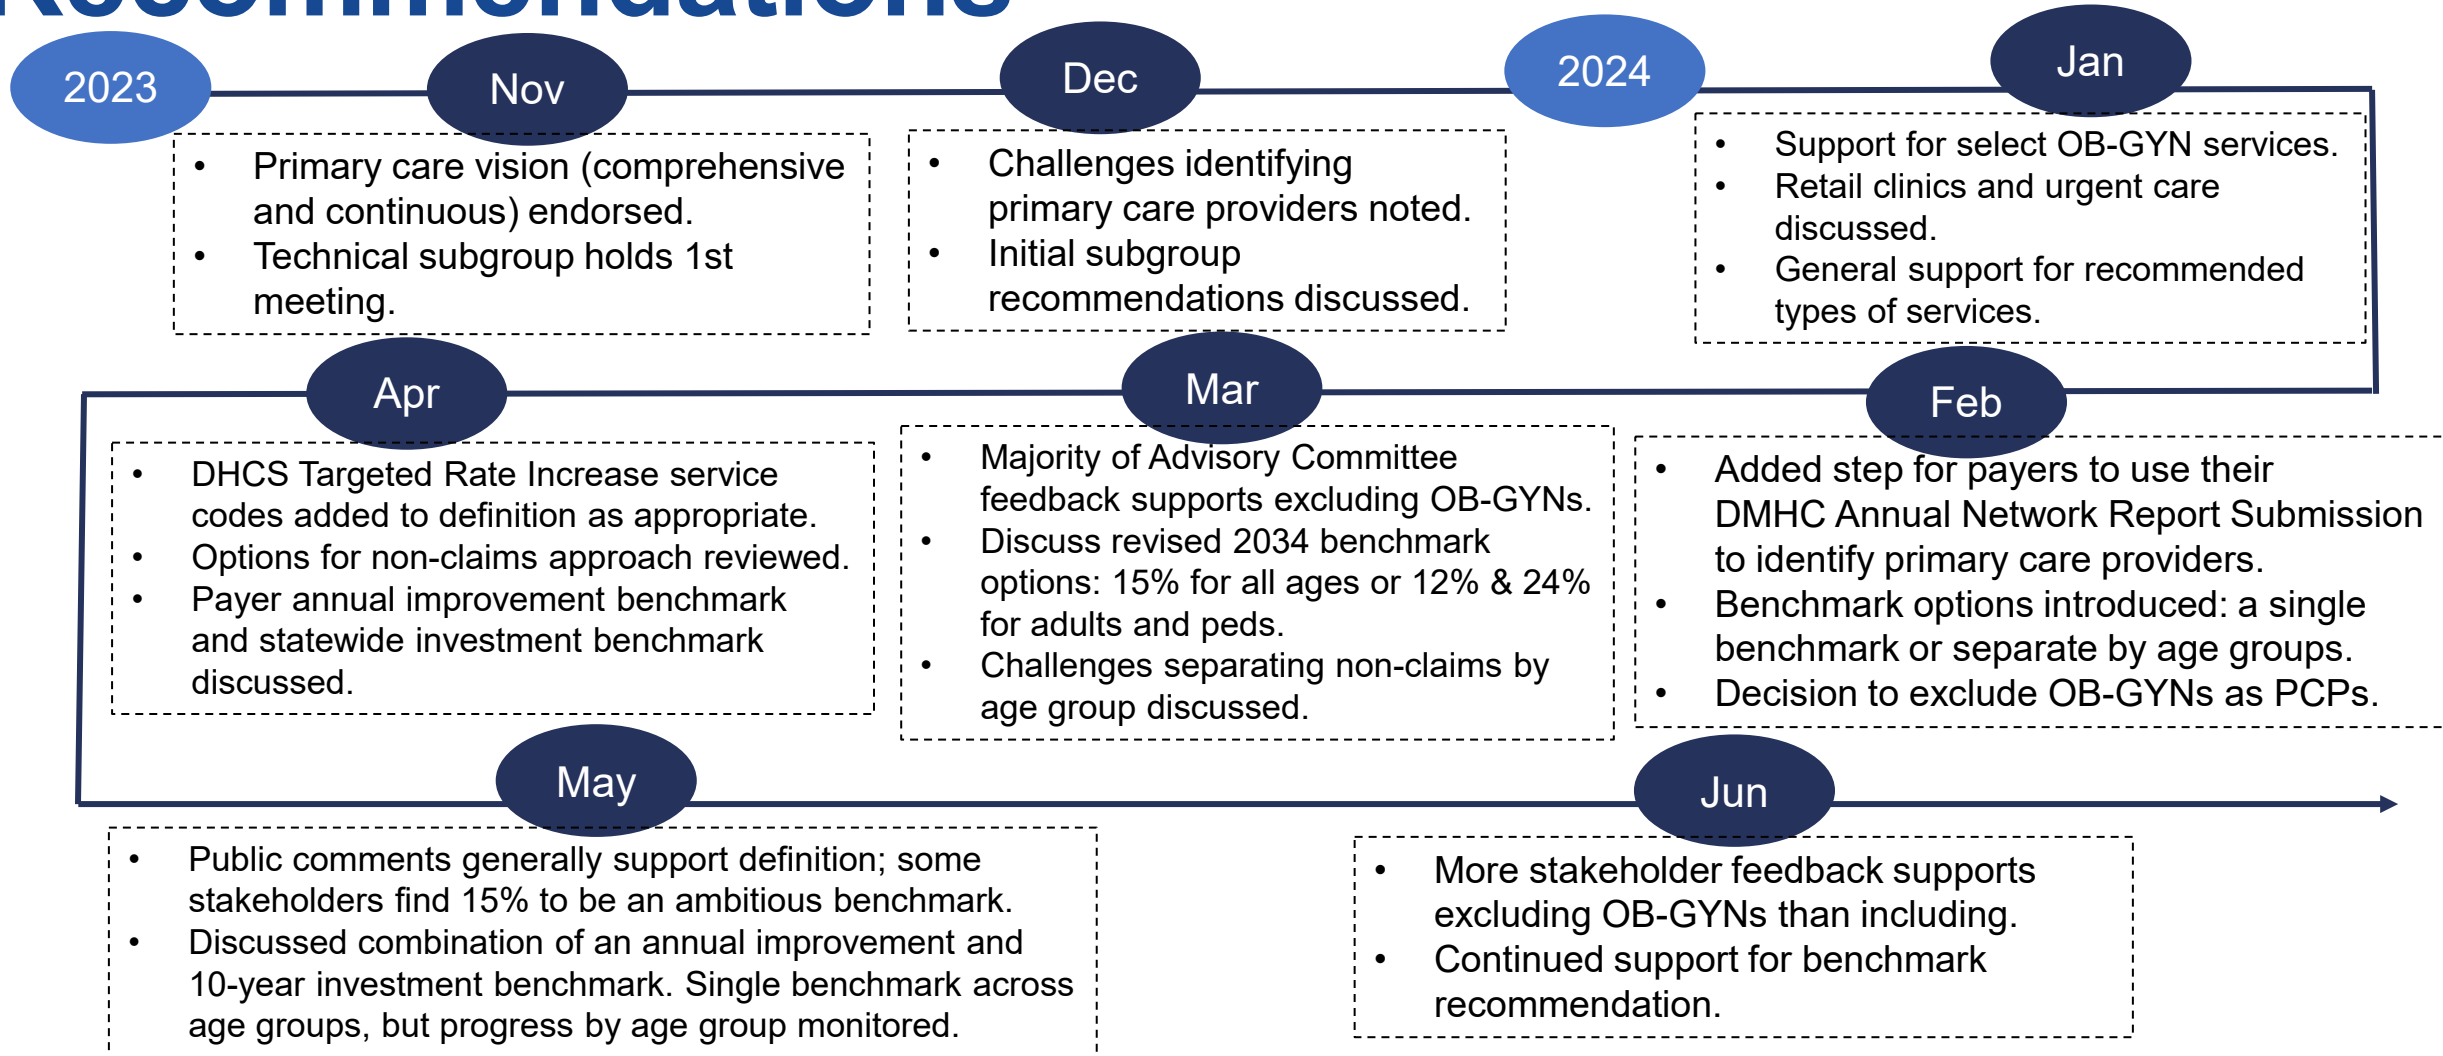 Recommendations
2023
Nov
Dec
2024
Jan
• Primary care vision (comprehensive
and continuous) endorsed.
• Technical subgroup holds 1st
meeting.
• Challenges identifying
primary care providers noted.
• Initial subgroup
recommendations discussed.
• Support for select OB-GYN services.
• Retail clinics and urgent care
discussed.
• General support for recommended
types of services.
Feb
• Added step for payers to use their
DMHC Annual Network Report Submission
to identify primary care providers.
• Benchmark options introduced: a single
benchmark or separate by age groups.
• Decision to exclude OB-GYNs as PCPs.
Mar
• Majority of Advisory Committee
feedback supports excluding OB-GYNs.
• Discuss revised 2034 benchmark
options: 15% for all ages or 12% & 24%
for adults and peds.
• Challenges separating non-claims by
age group discussed.
Apr
• DHCS Targeted Rate Increase service
codes added to definition as appropriate.
• Options for non-claims approach reviewed.
• Payer annual improvement benchmark
and statewide investment benchmark
discussed.
May
• Public comments generally support definition; some
stakeholders find 15% to be an ambitious benchmark.
• Discussed combination of an annual improvement and
10-year investment benchmark. Single benchmark across
age groups, but progress by age group monitored.
Jun
• More stakeholder feedback supports
excluding OB-GYNs than including.
• Continued support for benchmark
recommendation.